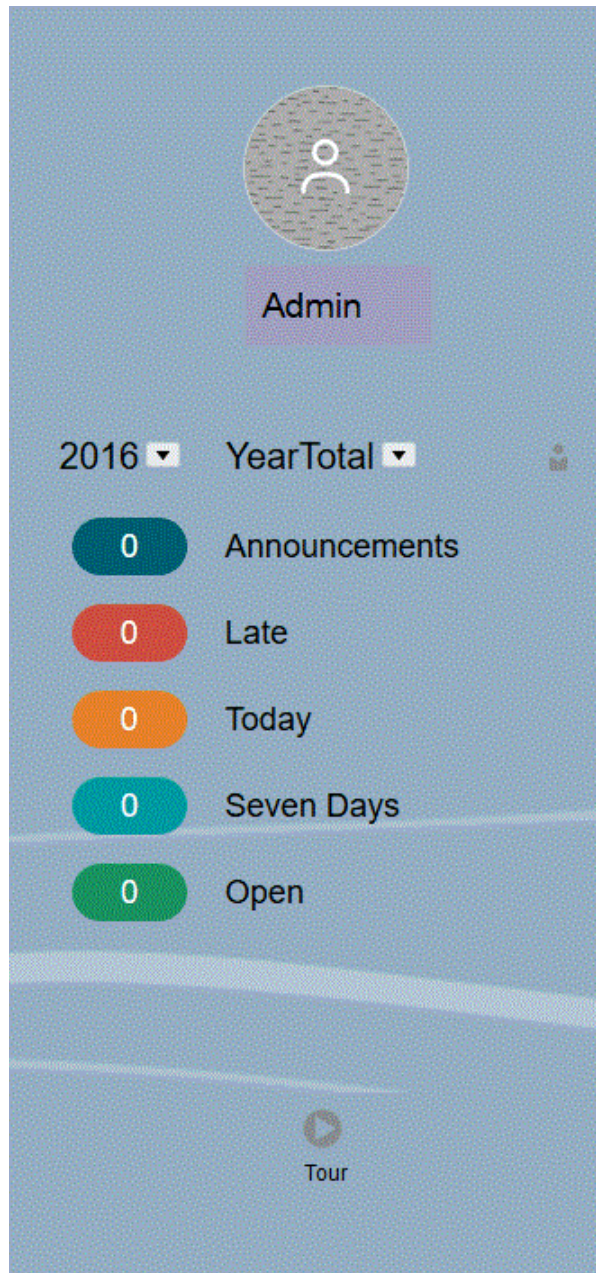 Admin
2016 YearTotal
0 Announcements
0 Late
0 Today
0 Seven Days
0 Open
Tour